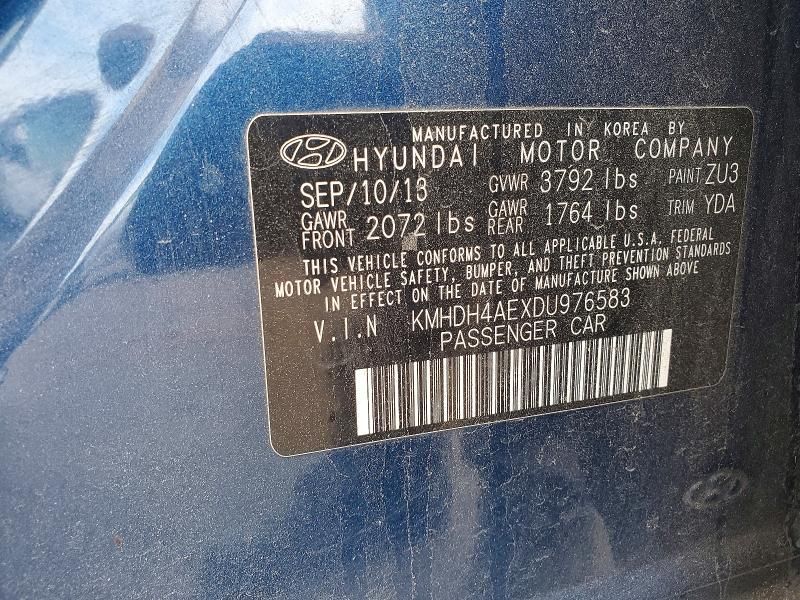 MANUFACTURED IN KOREA BY
HYUNDAI MOTOR COMPANY
SEP/10/13 GVWR 3792 lbs PAINT ZU3
GAWR FRONT 2072 lbs GAWR REAR 1764 lbs TRIM YDA
THIS VEHICLE CONFORMS TO ALL APPLICABLE U.S.A. FEDERAL
MOTOR VEHICLE SAFETY, BUMPER, AND THEFT PREVENTION STANDARDS
IN EFFECT ON THE DATE OF MANUFACTURE SHOWN ABOVE
V.I.N KMHDH4AEXDU976583
PASSENGER CAR